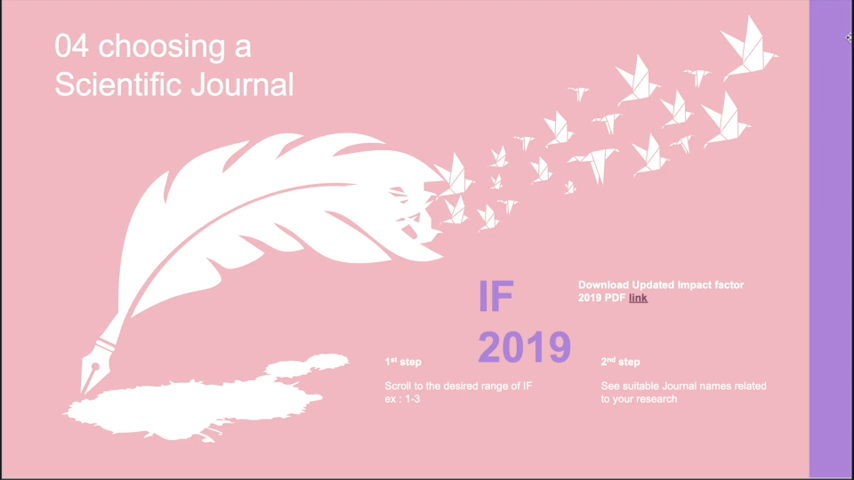 04 choosing a
Scientific Journal
IF
2019
Download Updated Impact factor
2019 PDF link
1st step
Scroll to the desired range of IF
ex : 1-3
2nd step
See suitable Journal names related
to your research